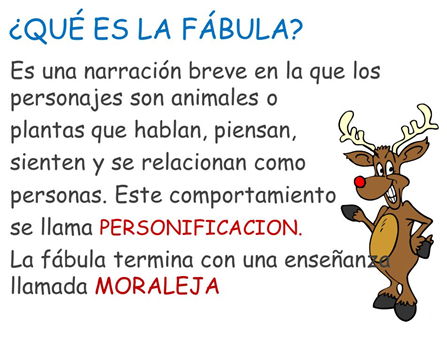 ¿QUÉ ES LA FÁBULA?
Es una narración breve en la que los
personajes son animales o
plantas que hablan, piensan,
sienten y se relacionan como
personas. Este comportamiento
se llama PERSONIFICACION.
La fábula termina con una enseñanza
llamada MORALEJA